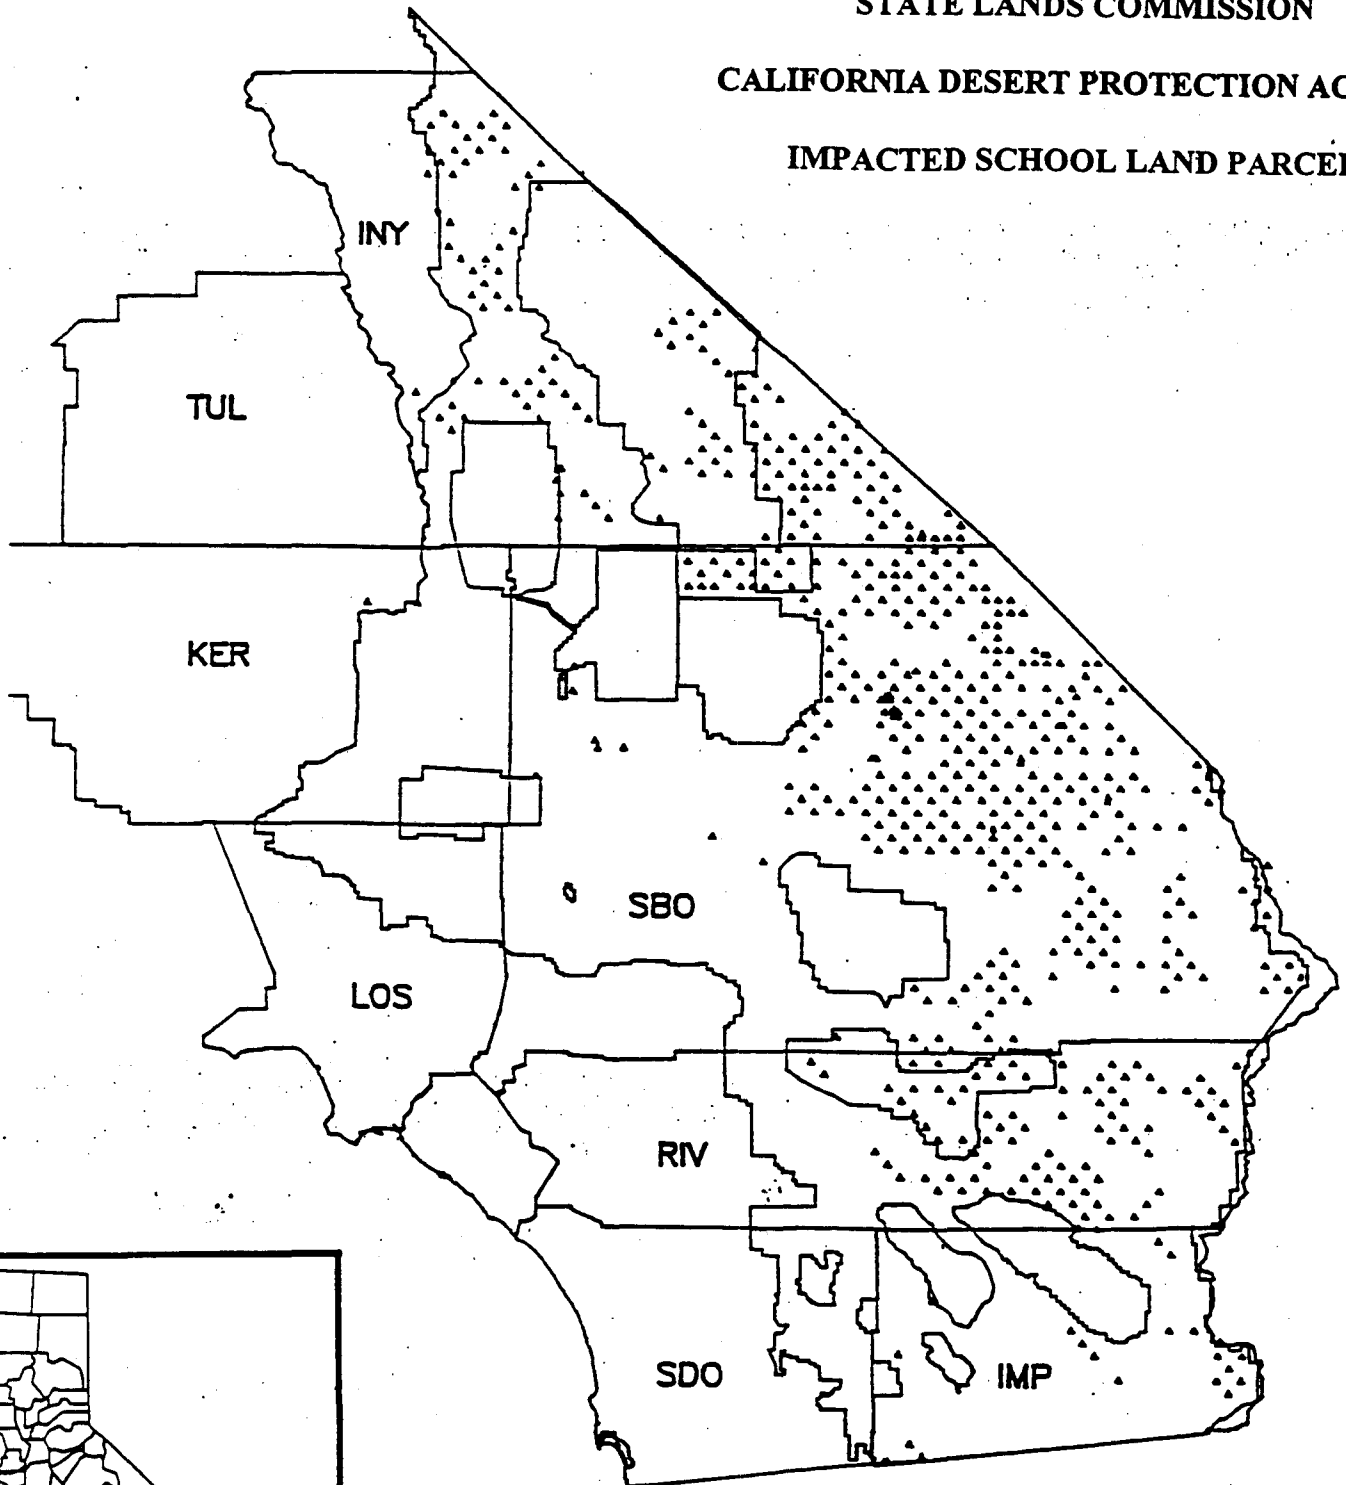 STATE LANDS COMMISSION
CALIFORNIA DESERT PROTECTION AC
IMPACTED SCHOOL LAND PARCE
INY
TUL
KER
SBO
LOS
RIV
SDO
IMP